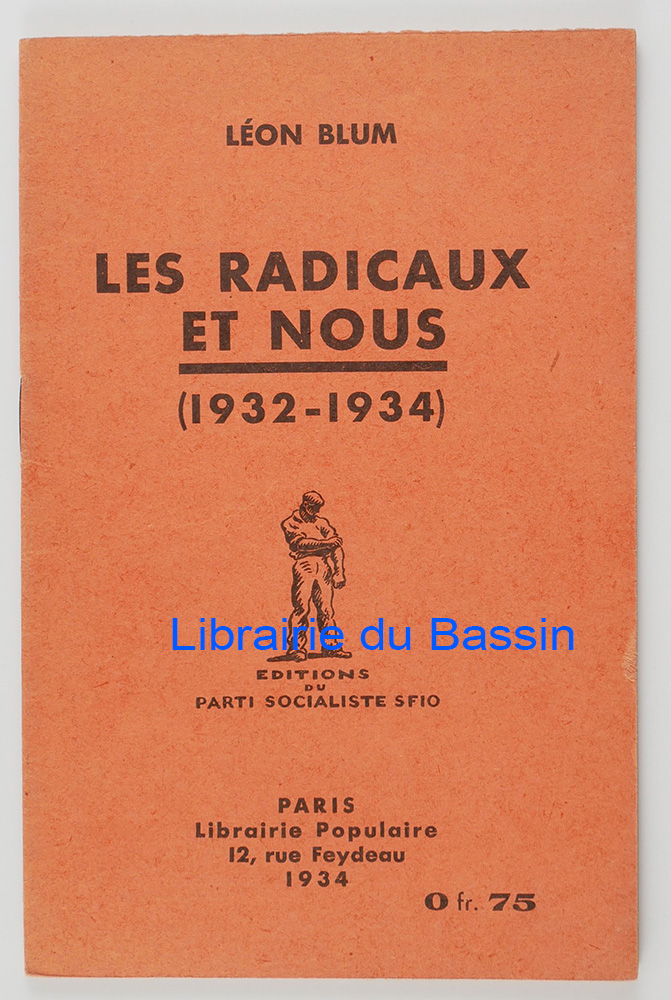 LÉON BLUM
LES RADICAUX
ET NOUS
(1932-1934)
Librairie du Bassin
EDITIONS
DU
PARTI SOCIALISTE SFIO
PARIS
Librairie Populaire
12, rue Feydeau
1934
0 fr. 75